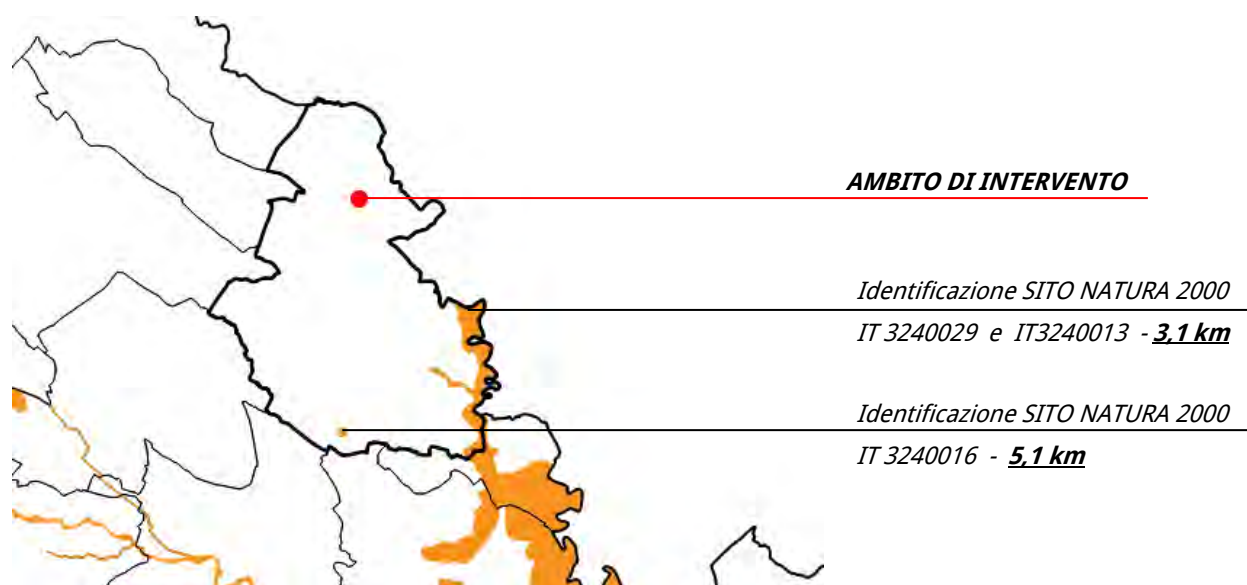 AMBITO DI INTERVENTO
Identificazione SITO NATURA 2000
IT 3240029 e IT3240013 - 3,1 km
Identificazione SITO NATURA 2000
IT 3240016 - 5,1 km